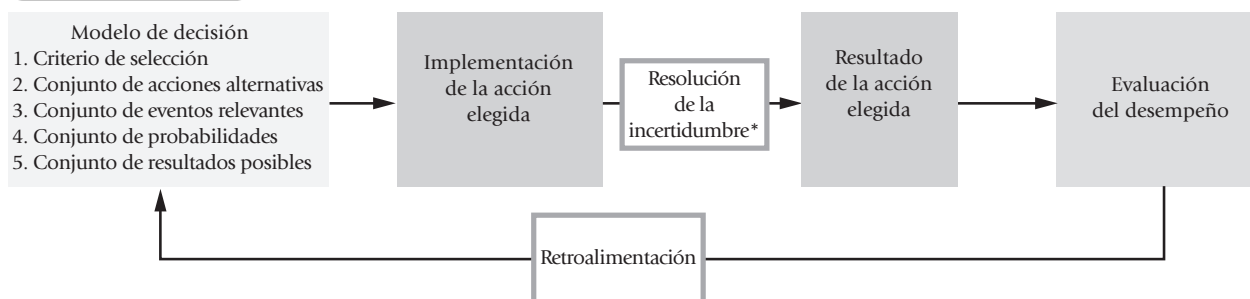 Modelo de decisión
1. Criterio de selección
2. Conjunto de acciones alternativas
3. Conjunto de eventos relevantes
4. Conjunto de probabilidades
5. Conjunto de resultados posibles
Implementación
de la acción
elegida
Resolución
de la
incertidumbre*
Resultado
de la acción
elegida
Evaluación
del desempeño
Retroalimentación